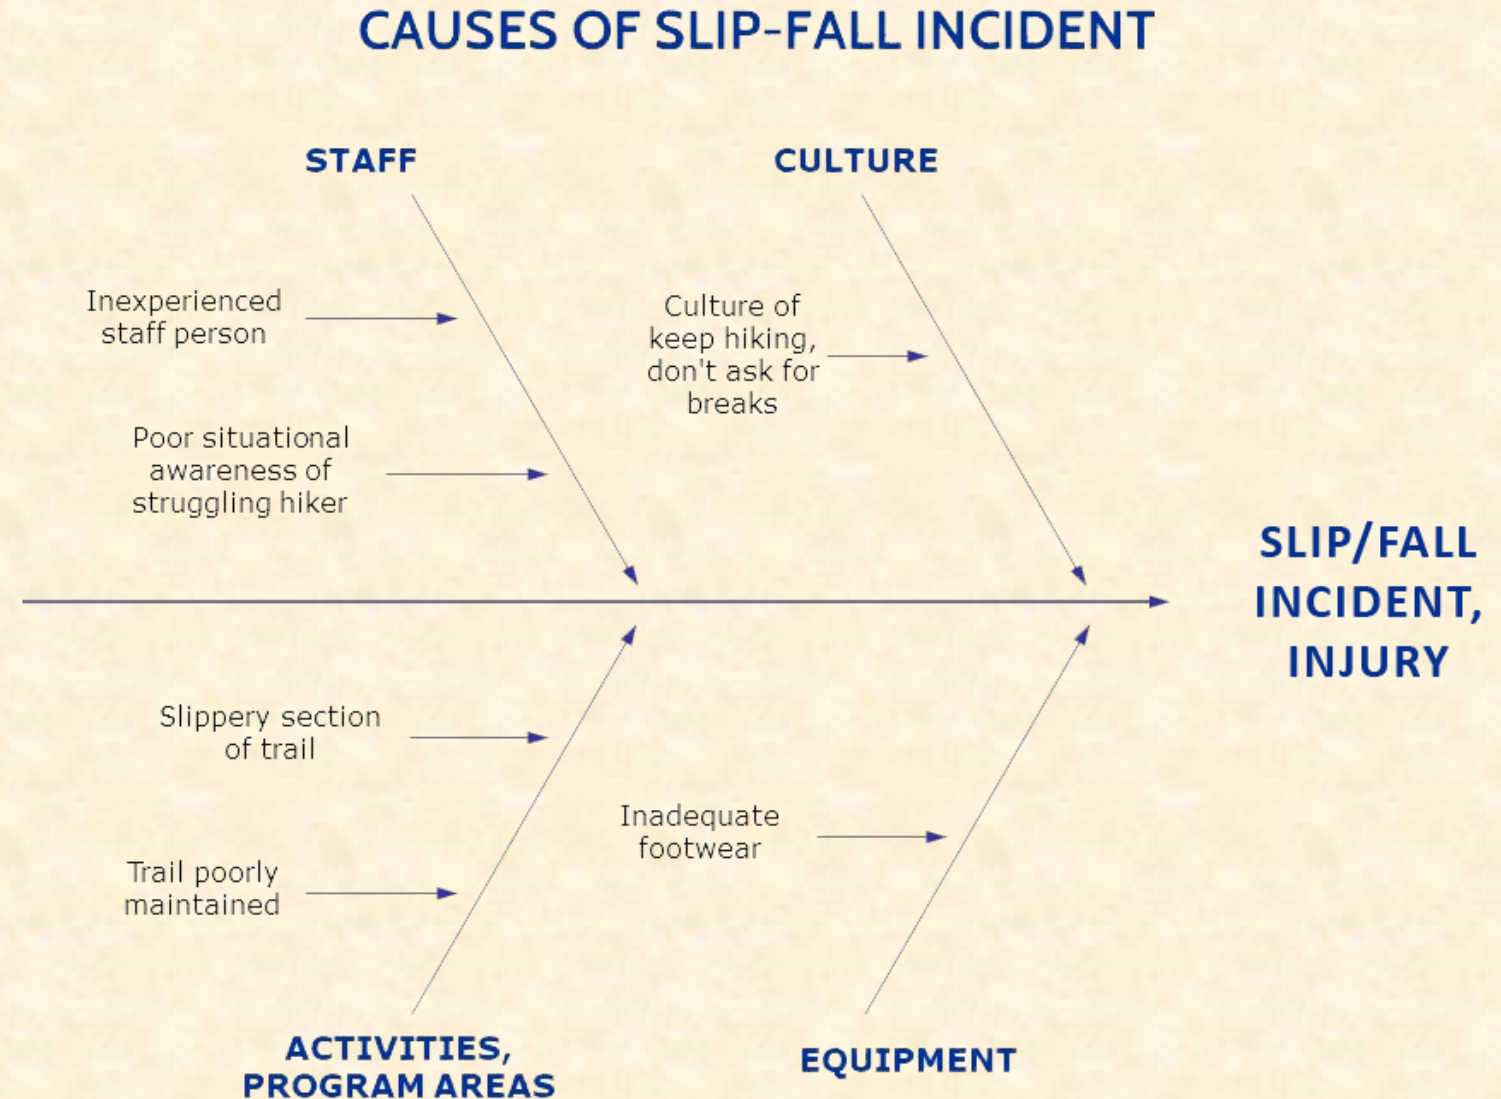 CAUSES OF SLIP-FALL INCIDENT
STAFF
CULTURE
Inexperienced
staff person
Culture of
keep hiking,
don't ask for
breaks
Poor situational
awareness of
struggling hiker
SLIP/FALL
INCIDENT,
INJURY
Slippery section
of trail
Inadequate
footwear
Trail poorly
maintained
ACTIVITIES,
PROGRAM AREAS
EQUIPMENT